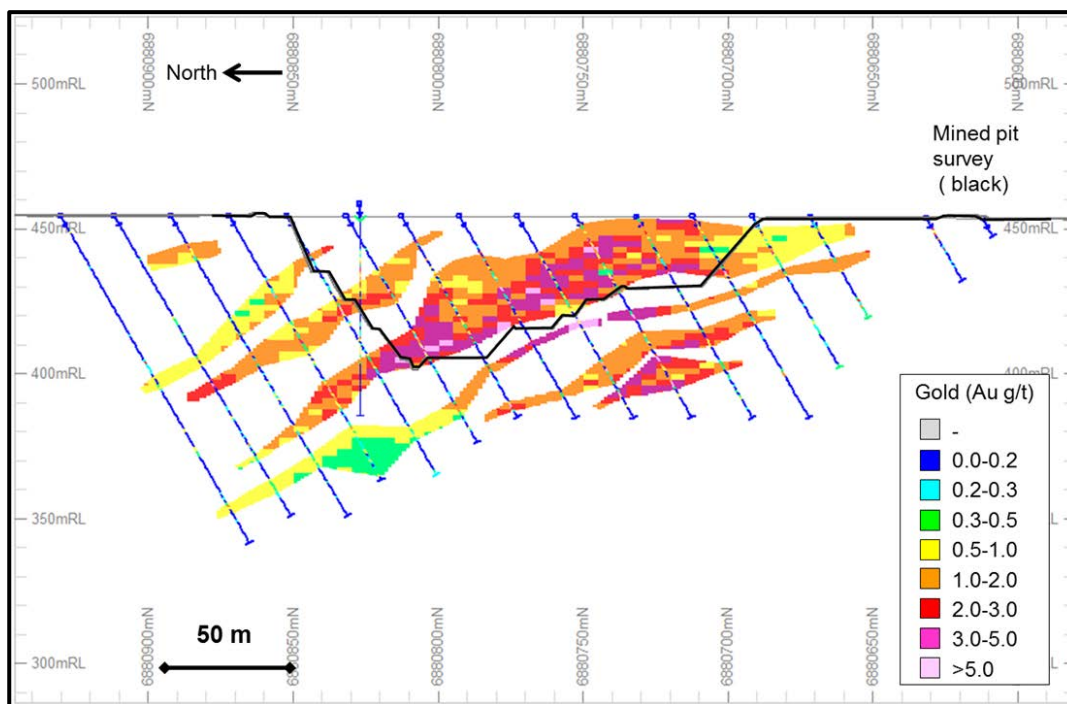 6880900mN
6880850mN
6880800mN
6880750mN
6880700mN
6880650mN
6880600mN
500mRL
500mRL
North
Mined pit
survey
( black)
450mRL
450mRL
400mRL
400mRL
Gold (Au g/t)
-
0.0-0.2
0.2-0.3
0.3-0.5
0.5-1.0
1.0-2.0
2.0-3.0
3.0-5.0
>5.0
350mRL
50 m
300mRL
6880900mN
6880850mN
6880800mN
6880750mN
6880700mN
6880650mN